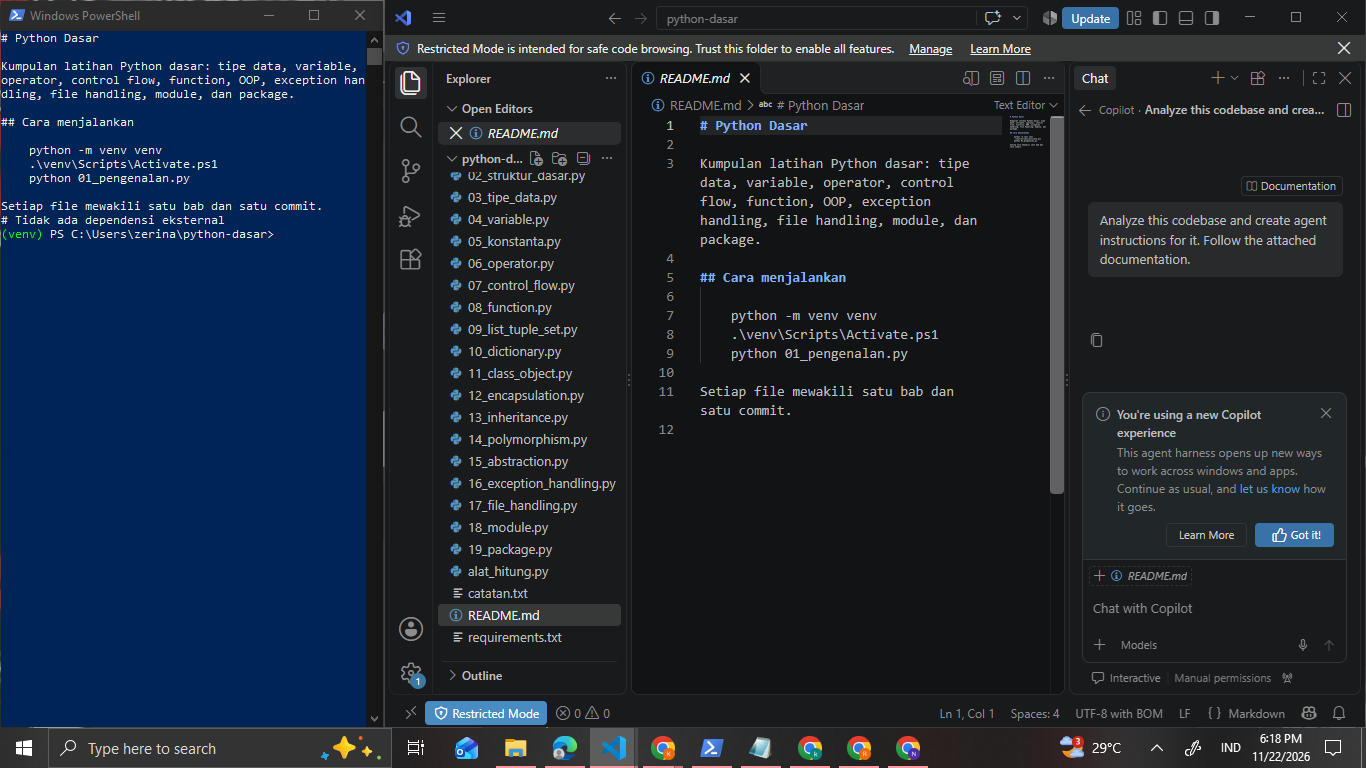 Windows PowerShell
# Python Dasar
Kumpulan latihan Python dasar: tipe data, variable,
operator, control flow, function, OOP, exception han
dling, file handling, module, dan package.
## Cara menjalankan
python -m venv venv
.\venv\Scripts\Activate.ps1
python 01_pengenalan.py
Setiap file mewakili satu bab dan satu commit.
# Tidak ada dependensi eksternal
(venv) PS C:\Users\zerina\python-dasar>
python-dasar
Update
Restricted Mode is intended for safe code browsing. Trust this folder to enable all features.
Manage
Learn More
Explorer
Open Editors
README.md
python-d...
02_struktur_dasar.py
03_tipe_data.py
04_variable.py
05_konstanta.py
06_operator.py
07_control_flow.py
08_function.py
09_list_tuple_set.py
10_dictionary.py
11_class_object.py
12_encapsulation.py
13_inheritance.py
14_polymorphism.py
15_abstraction.py
16_exception_handling.py
17_file_handling.py
18_module.py
19_package.py
alat_hitung.py
catatan.txt
README.md
requirements.txt
Outline
1
README.md
README.md > abc # Python Dasar
Text Editor
1 # Python Dasar
2
3 Kumpulan latihan Python dasar: tipe
data, variable, operator, control
flow, function, OOP, exception
handling, file handling, module, dan
package.
4
5 ## Cara menjalankan
6
7 python -m venv venv
8 .\venv\Scripts\Activate.ps1
9 python 01_pengenalan.py
10
11 Setiap file mewakili satu bab dan
satu commit.
12
Chat
Copilot · Analyze this codebase and crea...
Documentation
Analyze this codebase and create agent
instructions for it. Follow the attached
documentation.
You're using a new Copilot
experience
This agent harness opens up new ways
to work across windows and apps.
Continue as usual, and let us know how
it goes.
Learn More
Got it!
README.md
Chat with Copilot
Models
Interactive
Manual permissions
Restricted Mode
0
0
Ln 1, Col 1
Spaces: 4
UTF-8 with BOM
LF
{ } Markdown
Type here to search
3
29°C
IND
6:18 PM
11/22/2026